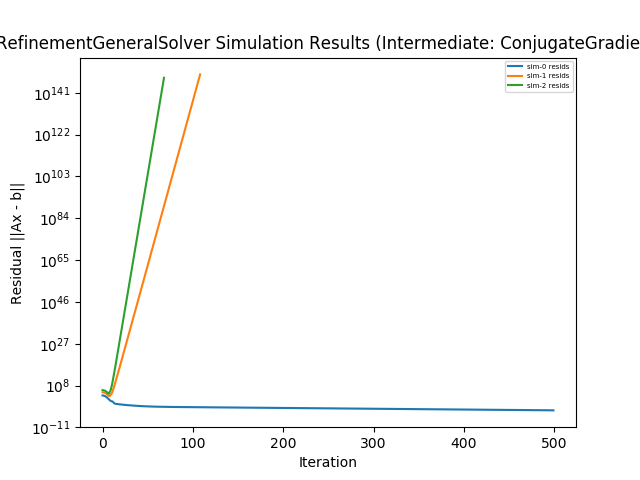 RefinementGeneralSolver Simulation Results (Intermediate: ConjugateGradie
sim-0 resids
sim-1 resids
sim-2 resids
Residual ||Ax - b||
10^141
10^122
10^103
10^84
10^65
10^46
10^27
10^8
10^−11
0 100 200 300 400 500
Iteration